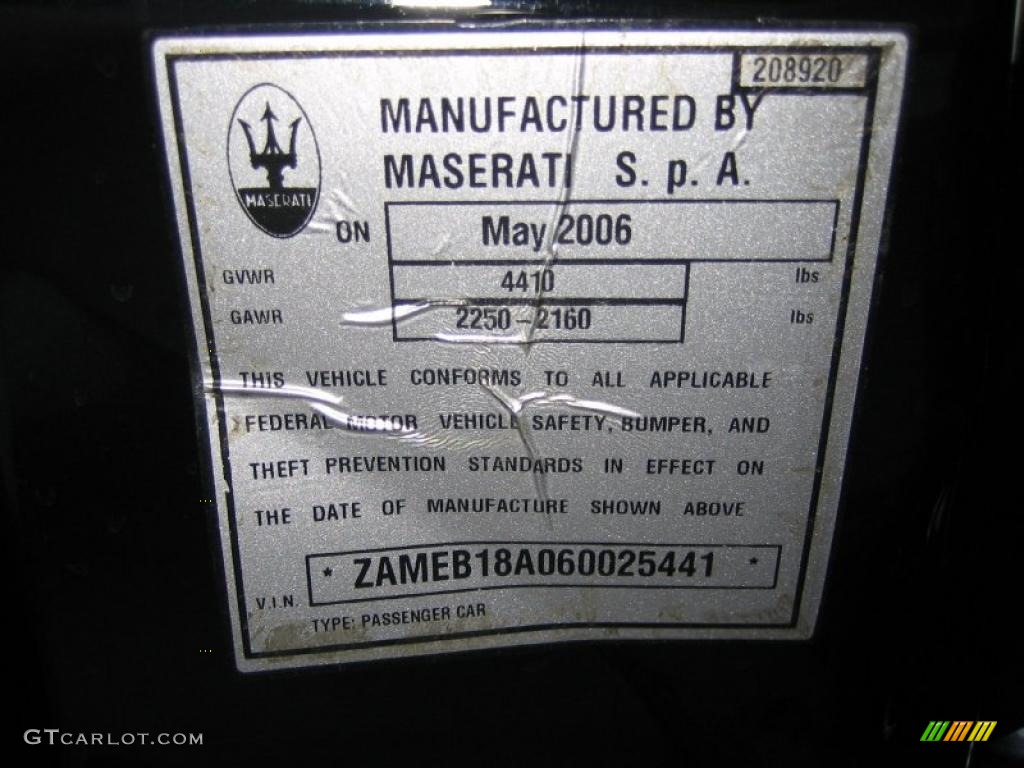 208920
MANUFACTURED BY
MASERATI S. p. A.
MASERATI
ON May 2006
GVWR 4410 lbs
GAWR 2250-2160 lbs
THIS VEHICLE CONFORMS TO ALL APPLICABLE
FEDERAL MOTOR VEHICLE SAFETY, BUMPER, AND
THEFT PREVENTION STANDARDS IN EFFECT ON
THE DATE OF MANUFACTURE SHOWN ABOVE
V.I.N. * ZAMEB18A060025441 *
TYPE: PASSENGER CAR
GTCARLOT.COM